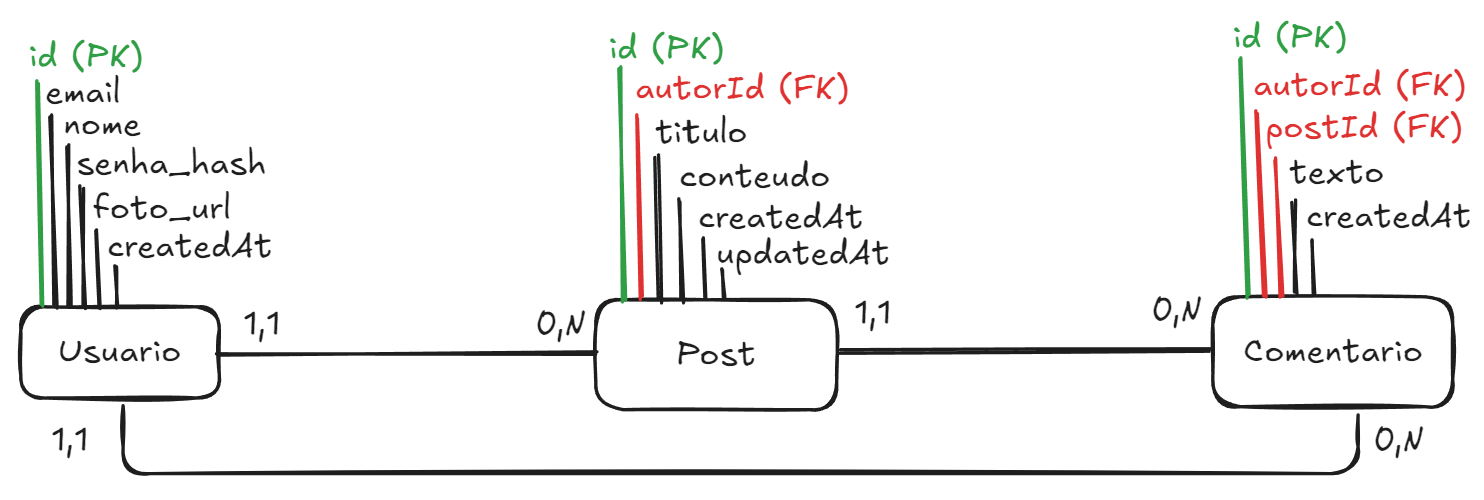 id (PK)
email
nome
senha_hash
foto_url
createdAt
Usuario
1,1
0,N
id (PK)
autorId (FK)
titulo
conteudo
createdAt
updatedAt
Post
1,1
0,N
id (PK)
autorId (FK)
postId (FK)
texto
createdAt
Comentario
1,1
0,N